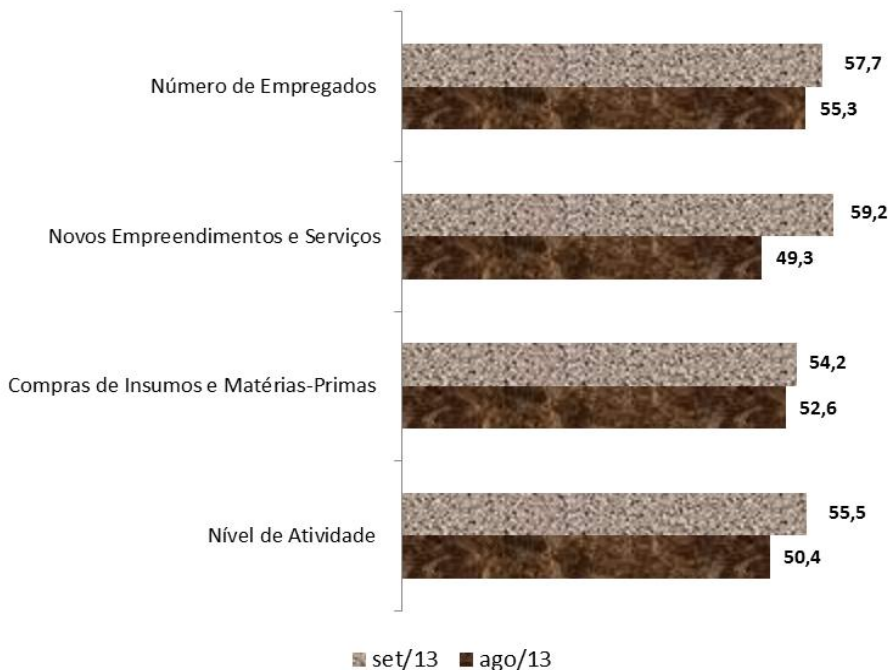 57,7
Número de Empregados
55,3
59,2
Novos Empreendimentos e Serviços
49,3
54,2
Compras de Insumos e Matérias-Primas
52,6
55,5
Nível de Atividade
50,4
set/13 ago/13